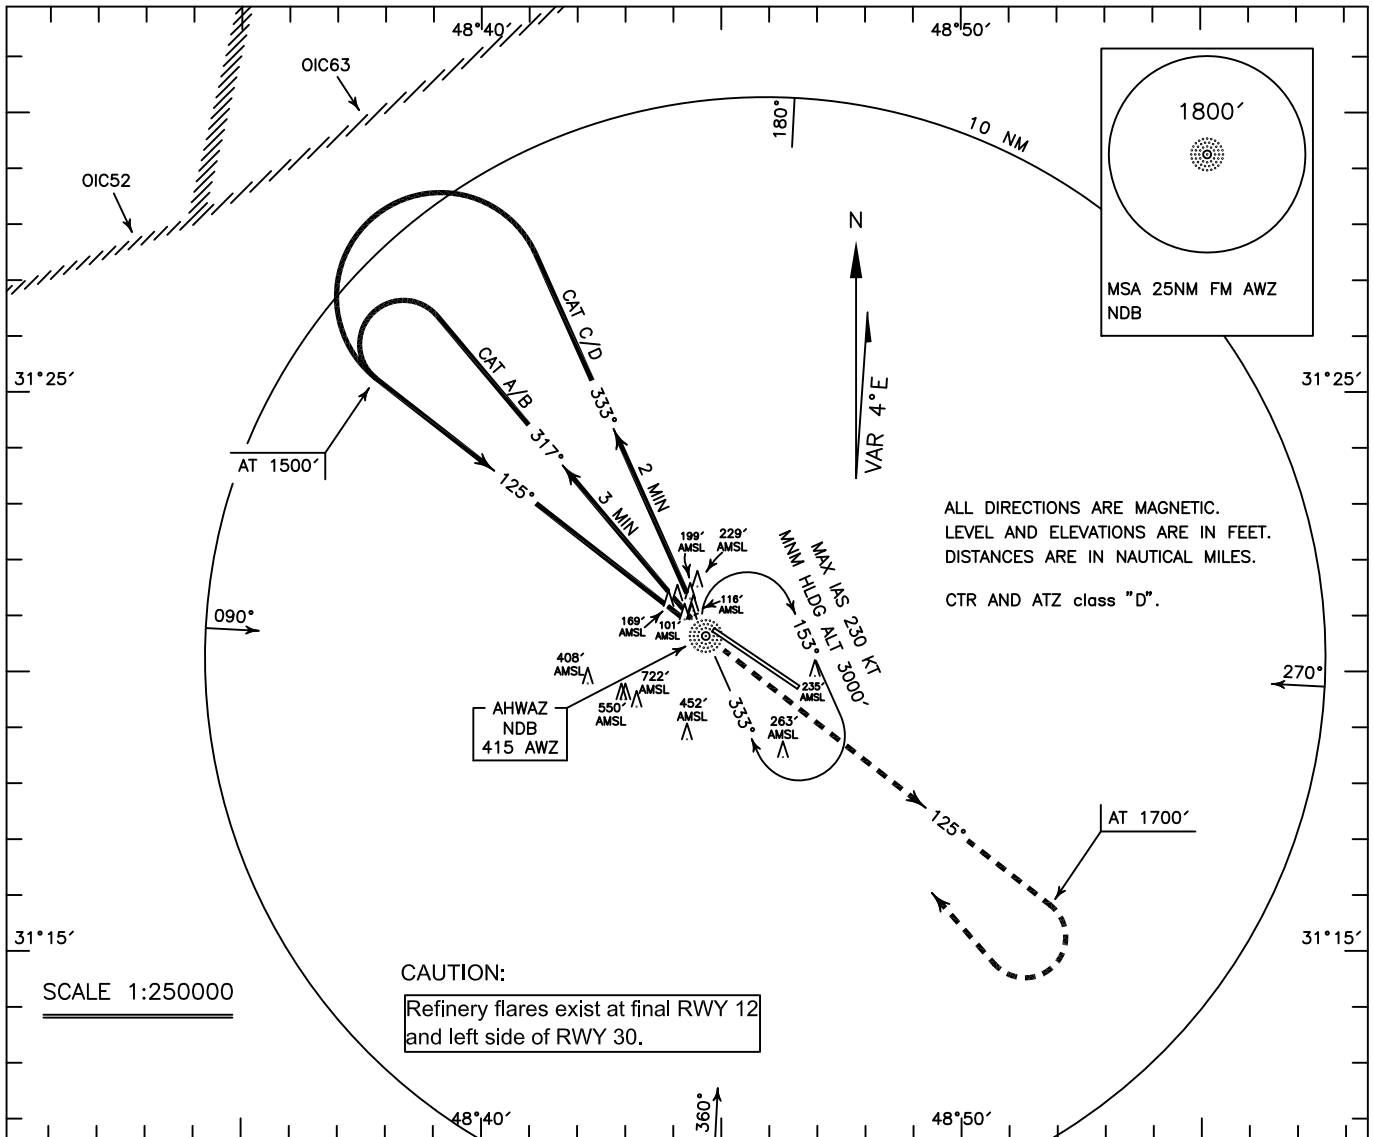 48°40′
48°50′
OIC63
OIC52
180°
10 NM
1800′
MSA 25NM FM AWZ
NDB
N
VAR 4°E
CAT C/D
CAT A/B
333°
317°
2 MIN
3 MIN
31°25′
31°25′
AT 1500′
125°
ALL DIRECTIONS ARE MAGNETIC.
LEVEL AND ELEVATIONS ARE IN FEET.
DISTANCES ARE IN NAUTICAL MILES.
CTR AND ATZ class "D".
199′
AMSL
229′
AMSL
MAX IAS 230 KT
MNM HLDG ALT 3000′
116′
AMSL
169′
AMSL
101′
AMSL
090°
153°
270°
408′
AMSL
722′
AMSL
550′
AMSL
452′
AMSL
235′
AMSL
263′
AMSL
333°
AHWAZ
NDB
415 AWZ
125°
AT 1700′
31°15′
31°15′
SCALE 1:250000
CAUTION:
Refinery flares exist at final RWY 12
and left side of RWY 30.
360°
48°40′
48°50′